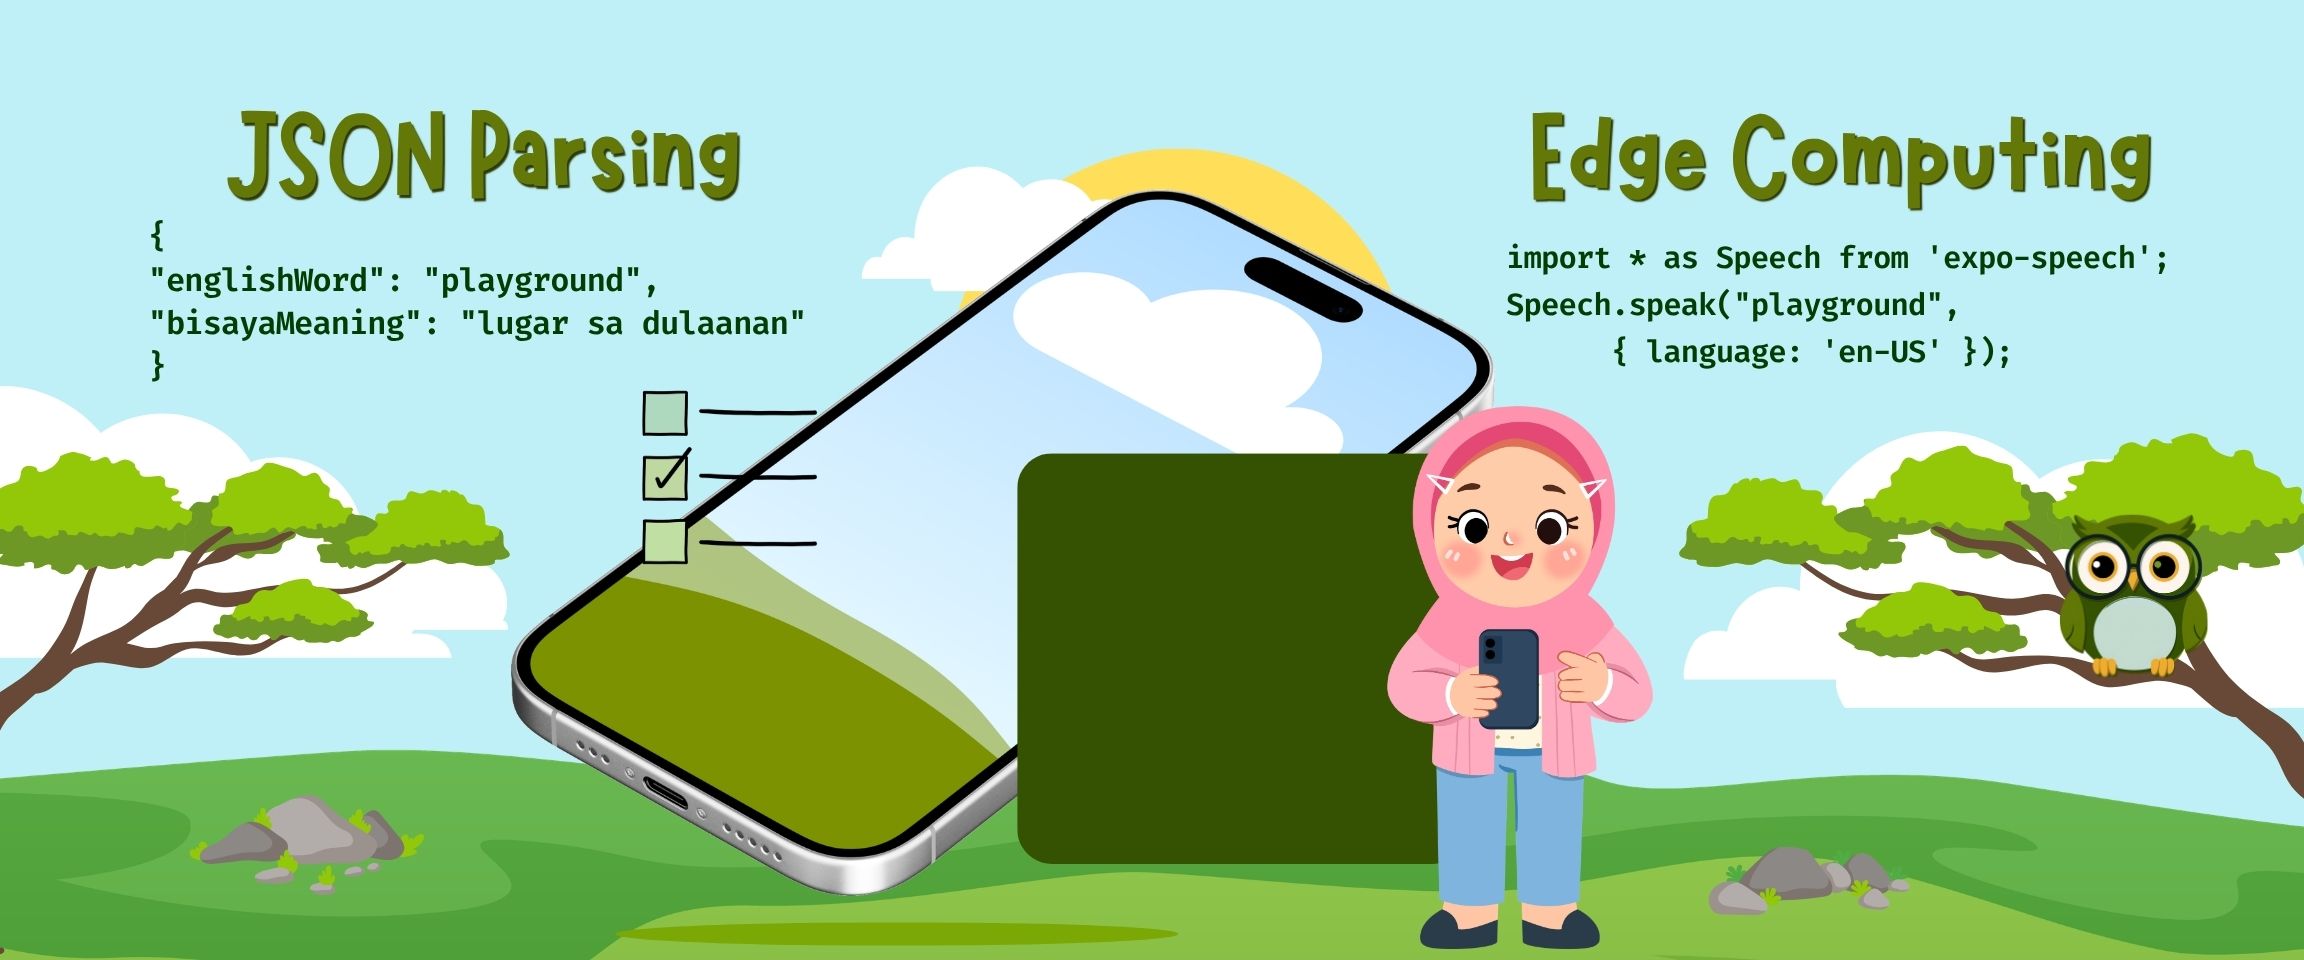 JSON Parsing
{
"englishWord": "playground",
"bisayaMeaning": "lugar sa dulaanan"
}
Edge Computing
import * as Speech from 'expo-speech';
Speech.speak("playground",
{ language: 'en-US' });